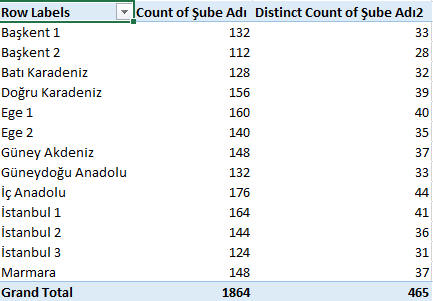 Row Labels Count of Şube Adı Distinct Count of Şube Adı2
Başkent 1 132 33
Başkent 2 112 28
Batı Karadeniz 128 32
Doğru Karadeniz 156 39
Ege 1 160 40
Ege 2 140 35
Güney Akdeniz 148 37
Güneydoğu Anadolu 132 33
İç Anadolu 176 44
İstanbul 1 164 41
İstanbul 2 144 36
İstanbul 3 124 31
Marmara 148 37
Grand Total 1864 465